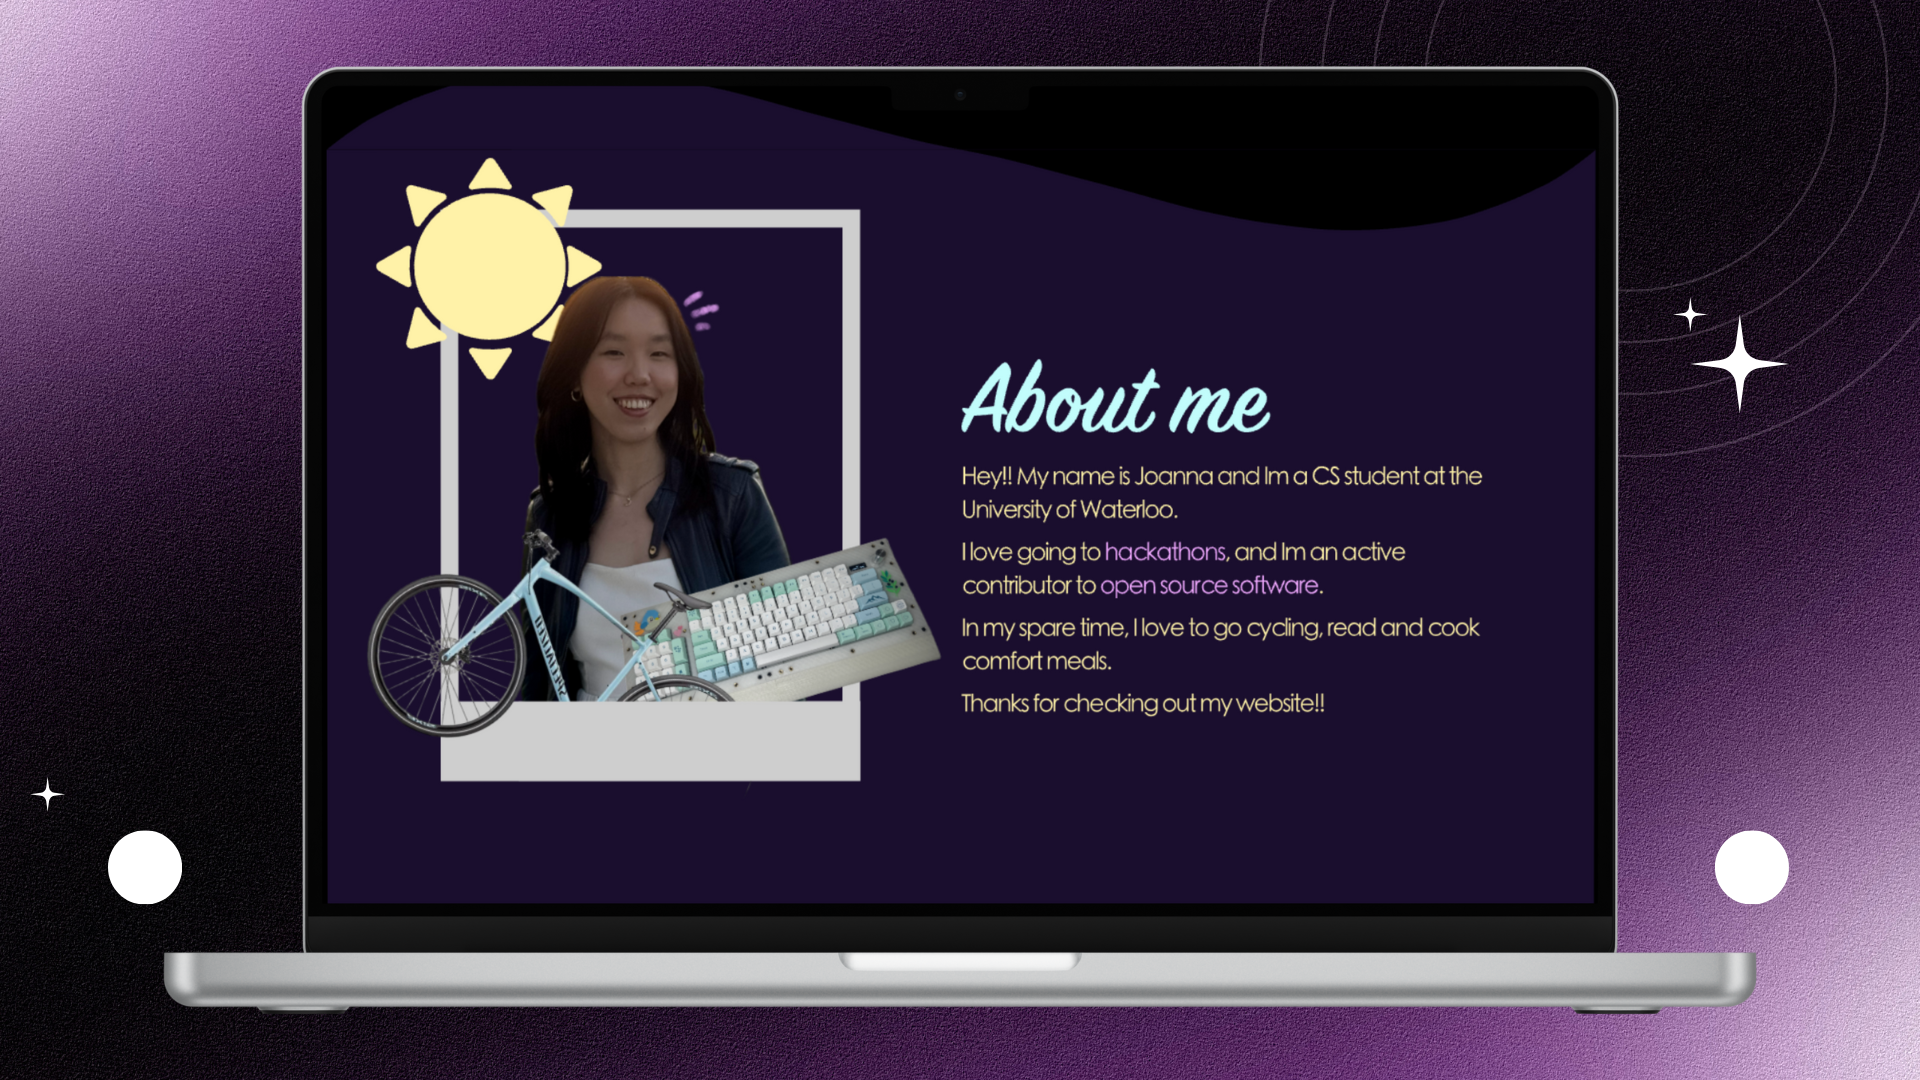 About me
Hey!! My name is Joanna and Im a CS student at the
University of Waterloo.
I love going to hackathons, and Im an active
contributor to open source software.
In my spare time, I love to go cycling, read and cook
comfort meals.
Thanks for checking out my website!!